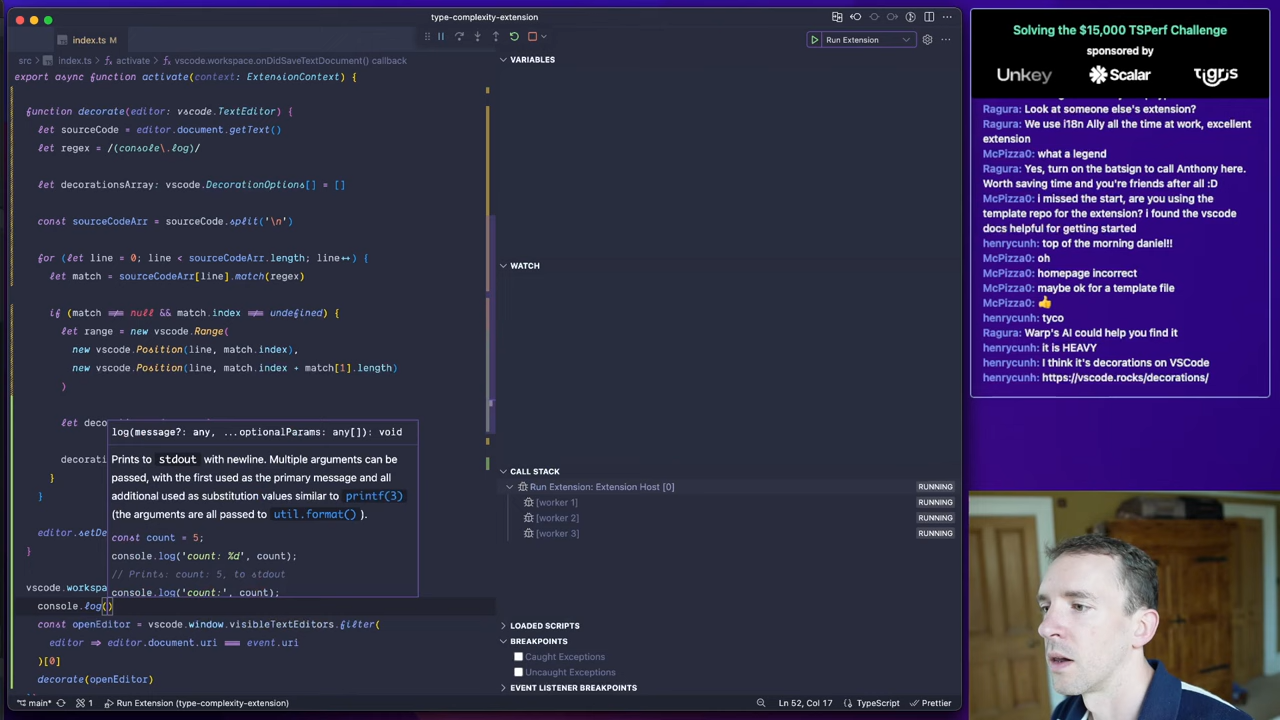 type-complexity-extension
index.ts M
Run Extension
src > index.ts > activate > vscode.workspace.onDidSaveTextDocument() callback
export async function activate(context: ExtensionContext) {
function decorate(editor: vscode.TextEditor) {
let sourceCode = editor.document.getText()
let regex = /(console\.log)/
let decorationsArray: vscode.DecorationOptions[] = []
const sourceCodeArr = sourceCode.split('\n')
for (let line = 0; line < sourceCodeArr.length; line++) {
let match = sourceCodeArr[line].match(regex)
if (match !== null && match.index !== undefined) {
let range = new vscode.Range(
new vscode.Position(line, match.index),
new vscode.Position(line, match.index + match[1].length)
)
let deco
log(message?: any, ...optionalParams: any[]): void
Prints to stdout with newline. Multiple arguments can be
passed, with the first used as the primary message and all
additional used as substitution values similar to printf(3)
(the arguments are all passed to util.format() ).
const count = 5;
console.log('count: %d', count);
// Prints: count: 5, to stdout
console.log('count:', count);
decorati
}
}
editor.setDe
}
vscode.workspa
console.log()
const openEditor = vscode.window.visibleTextEditors.filter(
editor => editor.document.uri === event.uri
)[0]
decorate(openEditor)
VARIABLES
WATCH
CALL STACK
Run Extension: Extension Host [0] RUNNING
[worker 1] RUNNING
[worker 2] RUNNING
[worker 3] RUNNING
LOADED SCRIPTS
BREAKPOINTS
Caught Exceptions
Uncaught Exceptions
EVENT LISTENER BREAKPOINTS
main* 1 Run Extension (type-complexity-extension) Ln 52, Col 17 TypeScript Prettier
Solving the $15,000 TSPerf Challenge
sponsored by
Unkey Scalar tigris
Ragura: Look at someone else's extension?
Ragura: We use i18n Ally all the time at work, excellent
extension
McPizza0: what a legend
Ragura: Yes, turn on the batsign to call Anthony here.
Worth saving time and you're friends after all :D
McPizza0: i missed the start, are you using the
template repo for the extension? i found the vscode
docs helpful for getting started
henrycunh: top of the morning daniel!!
McPizza0: oh
McPizza0: homepage incorrect
McPizza0: maybe ok for a template file
McPizza0: 👍
henrycunh: tyco
Ragura: Warp's AI could help you find it
henrycunh: it is HEAVY
henrycunh: I think it's decorations on VSCode
henrycunh: https://vscode.rocks/decorations/